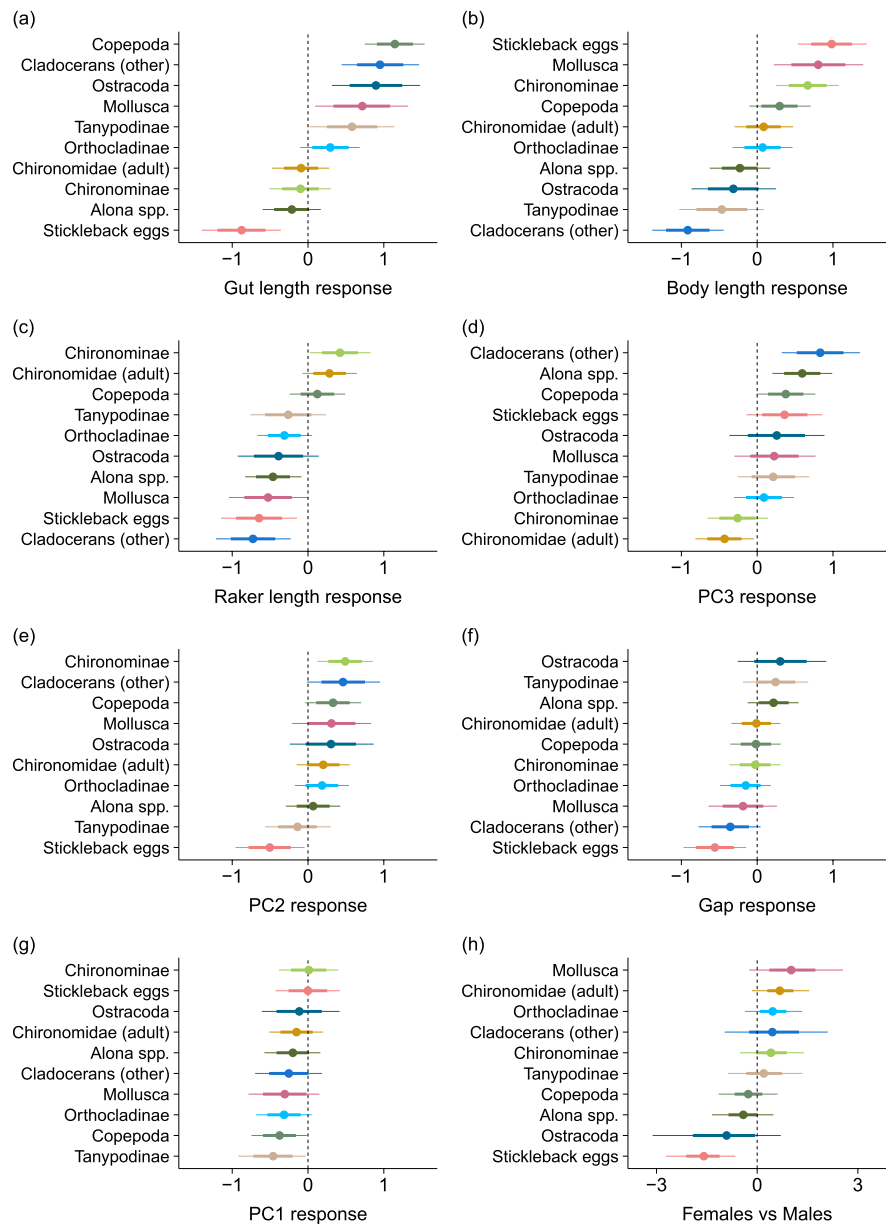 (a)
Copepoda
Cladocerans (other)
Ostracoda
Mollusca
Tanypodinae
Orthocladinae
Chironomidae (adult)
Chironominae
Alona spp.
Stickleback eggs
−1 0 1
Gut length response
(b)
Stickleback eggs
Mollusca
Chironominae
Copepoda
Chironomidae (adult)
Orthocladinae
Alona spp.
Ostracoda
Tanypodinae
Cladocerans (other)
−1 0 1
Body length response
(c)
Chironominae
Chironomidae (adult)
Copepoda
Tanypodinae
Orthocladinae
Ostracoda
Alona spp.
Mollusca
Stickleback eggs
Cladocerans (other)
−1 0 1
Raker length response
(d)
Cladocerans (other)
Alona spp.
Copepoda
Stickleback eggs
Ostracoda
Mollusca
Tanypodinae
Orthocladinae
Chironominae
Chironomidae (adult)
−1 0 1
PC3 response
(e)
Chironominae
Cladocerans (other)
Copepoda
Mollusca
Ostracoda
Chironomidae (adult)
Orthocladinae
Alona spp.
Tanypodinae
Stickleback eggs
−1 0 1
PC2 response
(f)
Ostracoda
Tanypodinae
Alona spp.
Chironomidae (adult)
Copepoda
Chironominae
Orthocladinae
Mollusca
Cladocerans (other)
Stickleback eggs
−1 0 1
Gap response
(g)
Chironominae
Stickleback eggs
Ostracoda
Chironomidae (adult)
Alona spp.
Cladocerans (other)
Mollusca
Orthocladinae
Copepoda
Tanypodinae
−1 0 1
PC1 response
(h)
Mollusca
Chironomidae (adult)
Orthocladinae
Cladocerans (other)
Chironominae
Tanypodinae
Copepoda
Alona spp.
Ostracoda
Stickleback eggs
−3 0 3
Females vs Males